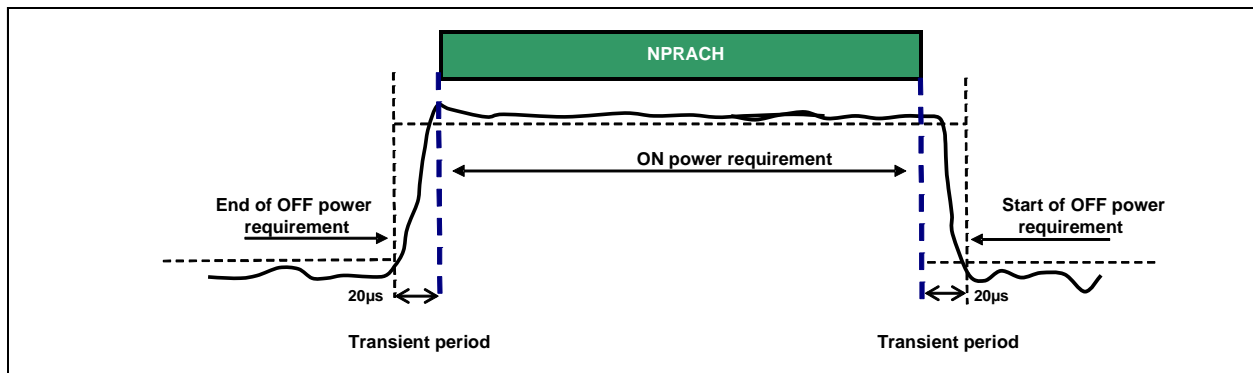 NPRACH
ON power requirement
End of OFF power
requirement
Start of OFF power
requirement
20µs
20µs
Transient period
Transient period